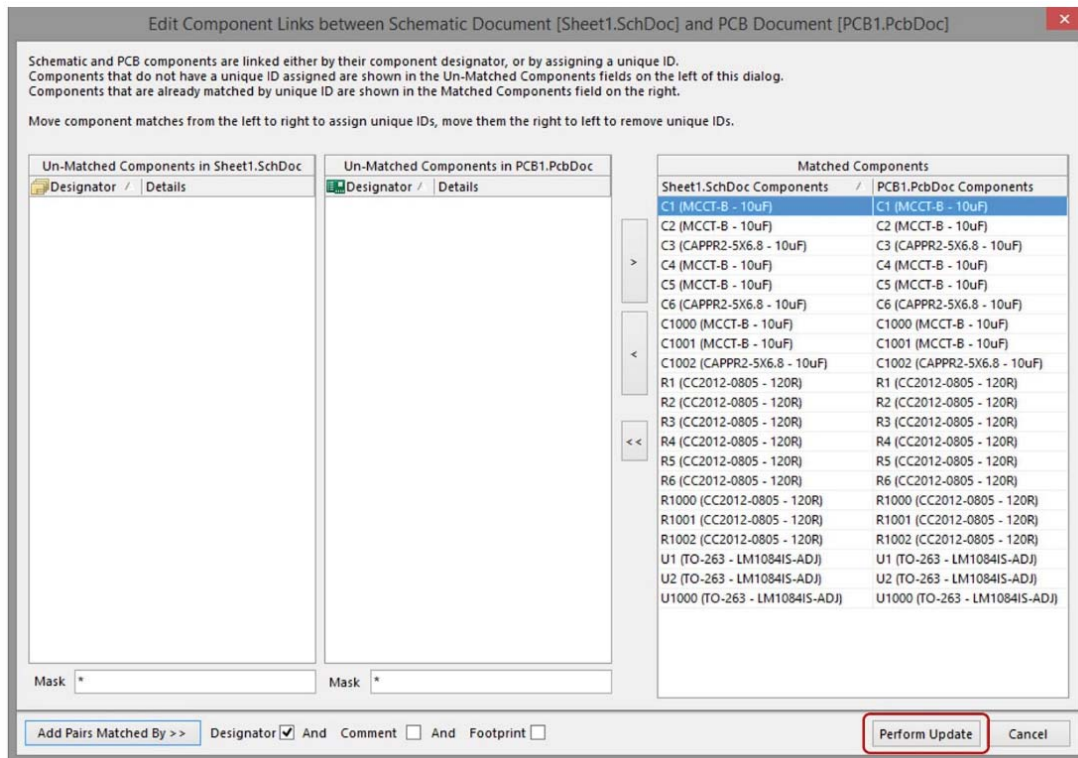 Edit Component Links between Schematic Document [Sheet1.SchDoc] and PCB Document [PCB1.PcbDoc]
Schematic and PCB components are linked either by their component designator, or by assigning a unique ID.
Components that do not have a unique ID assigned are shown in the Un-Matched Components fields on the left of this dialog.
Components that are already matched by unique ID are shown in the Matched Components field on the right.
Move component matches from the left to right to assign unique IDs, move them the right to left to remove unique IDs.
Un-Matched Components in Sheet1.SchDoc
Designator / Details
Mask *
Un-Matched Components in PCB1.PcbDoc
Designator / Details
Mask *
>
<
<<
Matched Components
Sheet1.SchDoc Components / PCB1.PcbDoc Components
C1 (MCCT-B - 10uF) C1 (MCCT-B - 10uF)
C2 (MCCT-B - 10uF) C2 (MCCT-B - 10uF)
C3 (CAPPR2-5X6.8 - 10uF) C3 (CAPPR2-5X6.8 - 10uF)
C4 (MCCT-B - 10uF) C4 (MCCT-B - 10uF)
C5 (MCCT-B - 10uF) C5 (MCCT-B - 10uF)
C6 (CAPPR2-5X6.8 - 10uF) C6 (CAPPR2-5X6.8 - 10uF)
C1000 (MCCT-B - 10uF) C1000 (MCCT-B - 10uF)
C1001 (MCCT-B - 10uF) C1001 (MCCT-B - 10uF)
C1002 (CAPPR2-5X6.8 - 10uF) C1002 (CAPPR2-5X6.8 - 10uF)
R1 (CC2012-0805 - 120R) R1 (CC2012-0805 - 120R)
R2 (CC2012-0805 - 120R) R2 (CC2012-0805 - 120R)
R3 (CC2012-0805 - 120R) R3 (CC2012-0805 - 120R)
R4 (CC2012-0805 - 120R) R4 (CC2012-0805 - 120R)
R5 (CC2012-0805 - 120R) R5 (CC2012-0805 - 120R)
R6 (CC2012-0805 - 120R) R6 (CC2012-0805 - 120R)
R1000 (CC2012-0805 - 120R) R1000 (CC2012-0805 - 120R)
R1001 (CC2012-0805 - 120R) R1001 (CC2012-0805 - 120R)
R1002 (CC2012-0805 - 120R) R1002 (CC2012-0805 - 120R)
U1 (TO-263 - LM1084IS-ADJ) U1 (TO-263 - LM1084IS-ADJ)
U2 (TO-263 - LM1084IS-ADJ) U2 (TO-263 - LM1084IS-ADJ)
U1000 (TO-263 - LM1084IS-ADJ) U1000 (TO-263 - LM1084IS-ADJ)
Add Pairs Matched By >> Designator And Comment And Footprint Perform Update Cancel